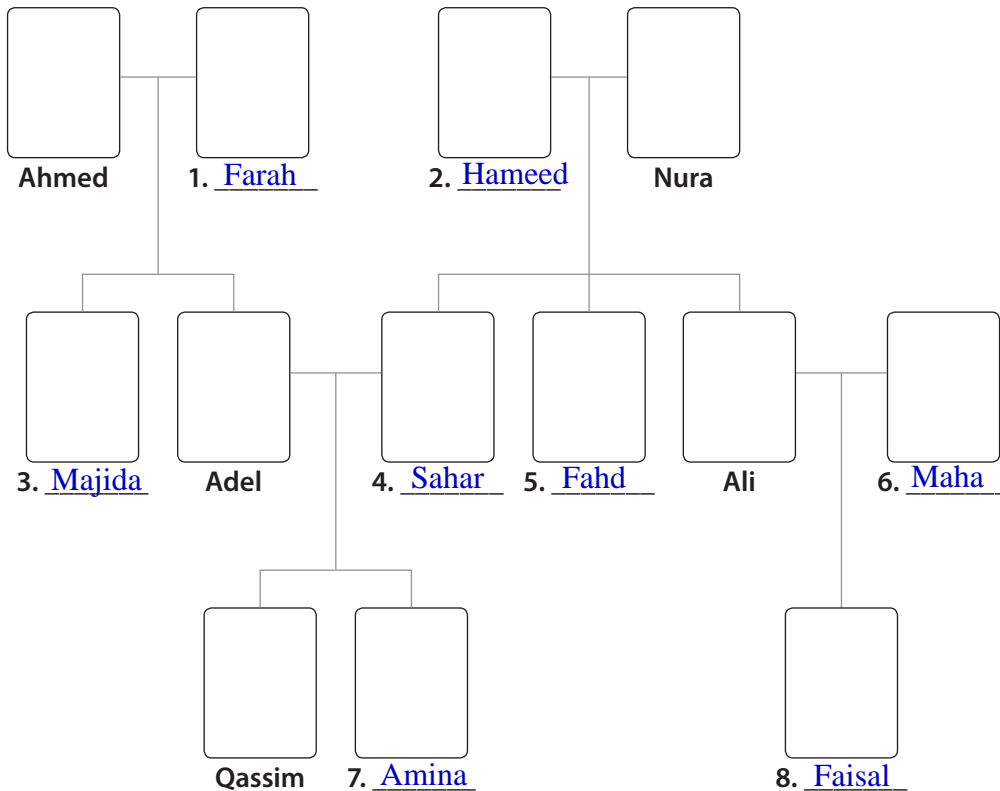 Ahmed 1. Farah 2. Hameed Nura
3. Majida Adel 4. Sahar 5. Fahd Ali 6. Maha
Qassim 7. Amina 8. Faisal